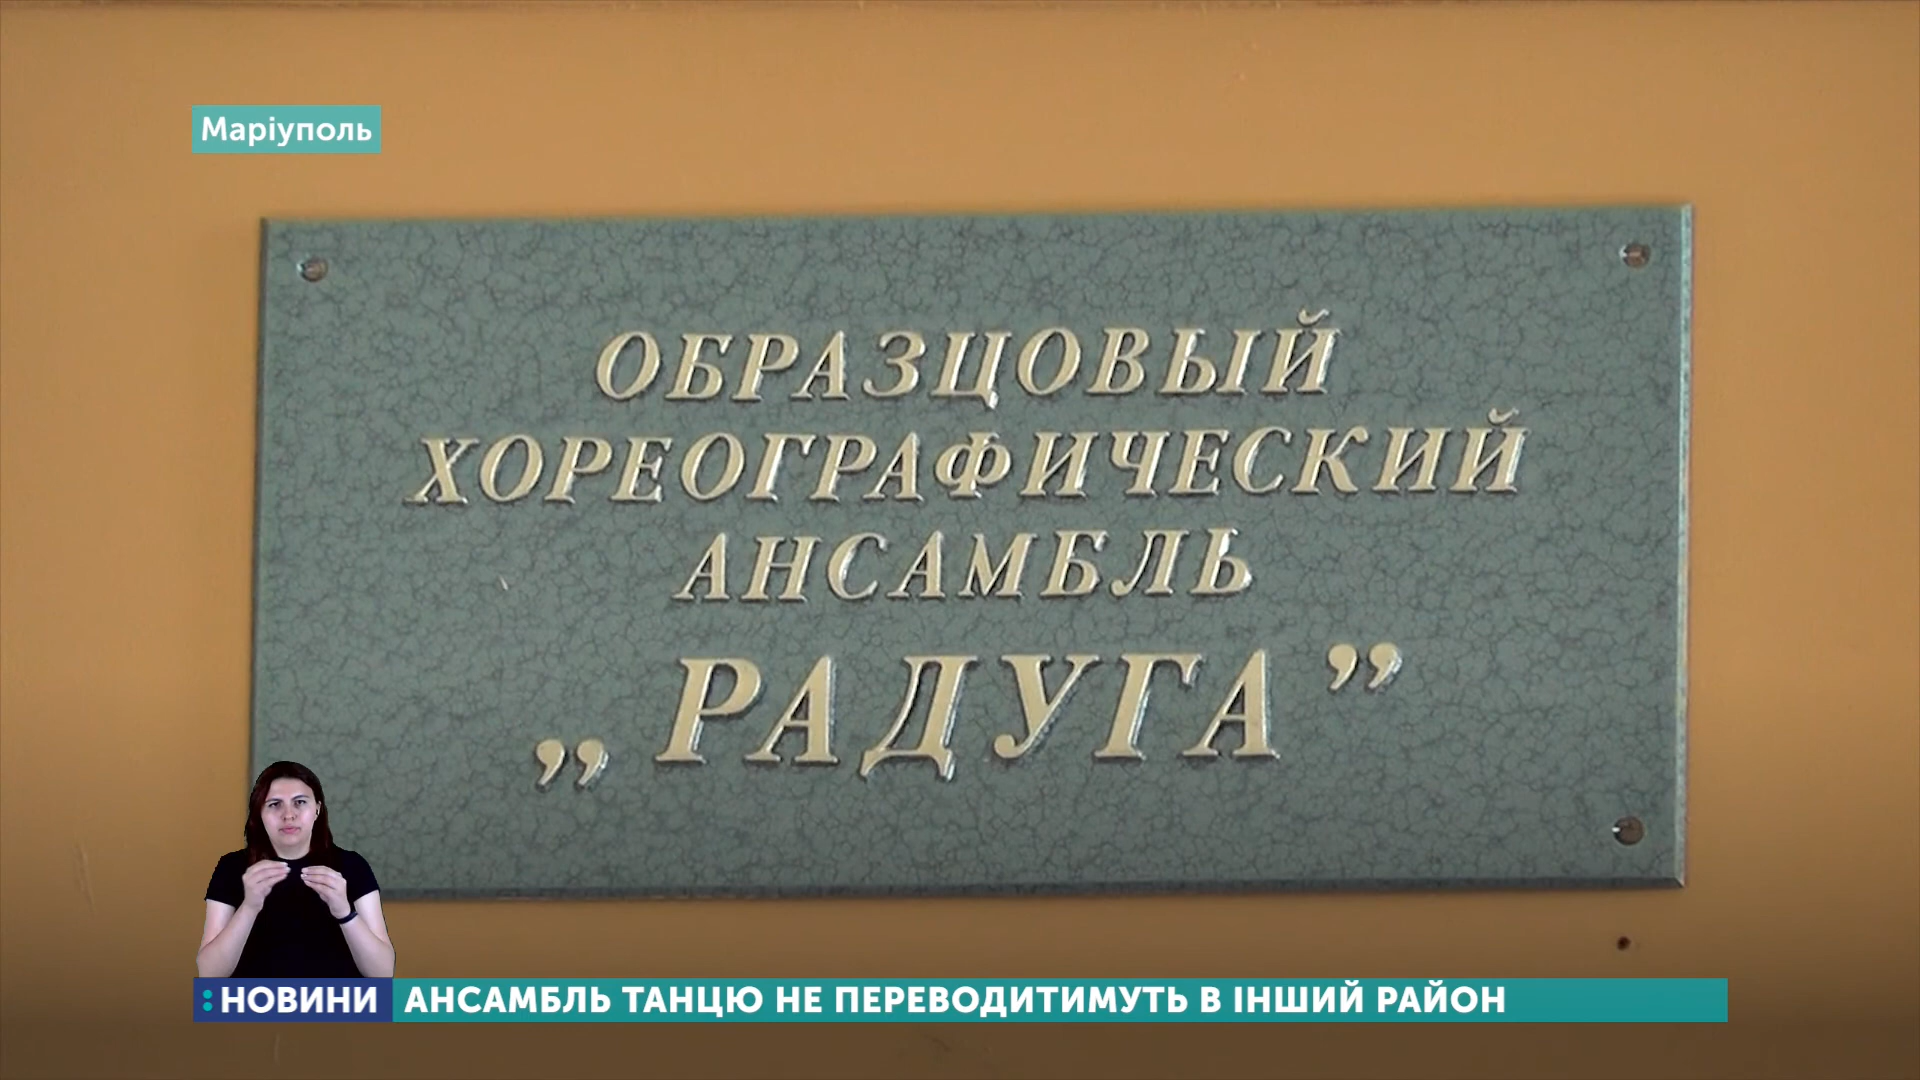 Маріуполь
ОБРАЗЦОВЫЙ
ХОРЕОГРАФИЧЕСКИЙ
АНСАМБЛЬ
„РАДУГА”
:НОВИНИ АНСАМБЛЬ ТАНЦЮ НЕ ПЕРЕВОДИТИМУТЬ В ІНШИЙ РАЙОН